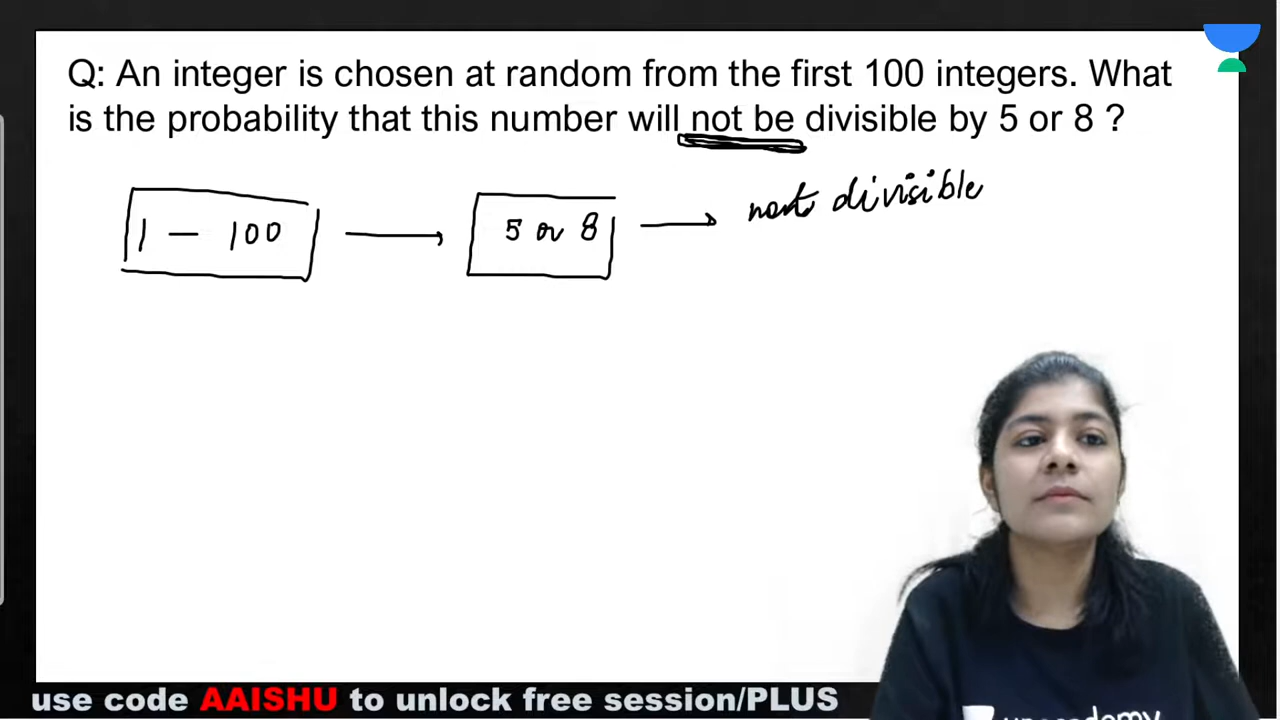 Q: An integer is chosen at random from the first 100 integers. What
is the probability that this number will not be divisible by 5 or 8 ?
1 — 100 → 5 or 8 → not divisible
use code AAISHU to unlock free session/PLUS
unacademy